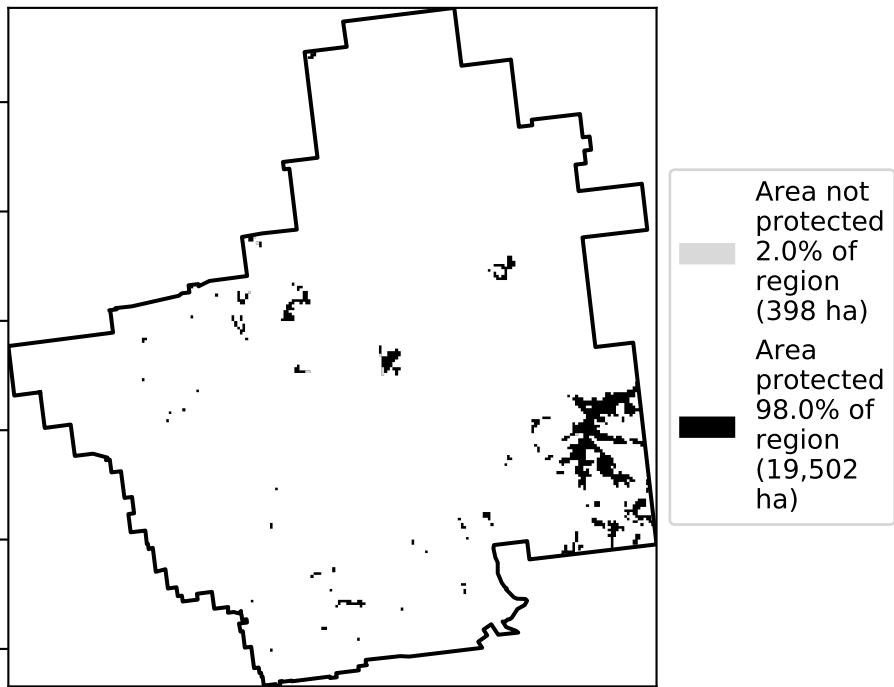 Area not
protected
2.0% of
region
(398 ha)
Area
protected
98.0% of
region
(19,502
ha)